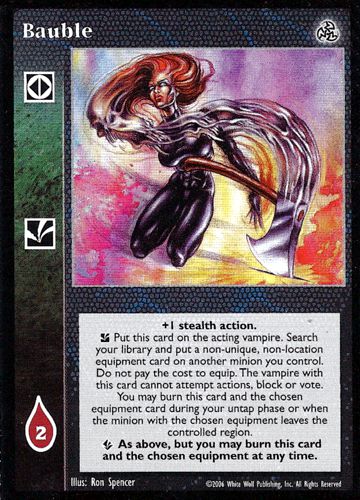 Bauble
+1 stealth action.
Put this card on the acting vampire. Search
your library and put a non-unique, non-location
equipment card on another minion you control.
Do not pay the cost to equip. The vampire with
this card cannot attempt actions, block or vote.
You may burn this card and the chosen
equipment card during your untap phase or when
the minion with the chosen equipment leaves the
controlled region.
As above, but you may burn this card
and the chosen equipment at any time.
2
Illus: Ron Spencer
©2006 White Wolf Publishing, Inc. All Rights Reserved